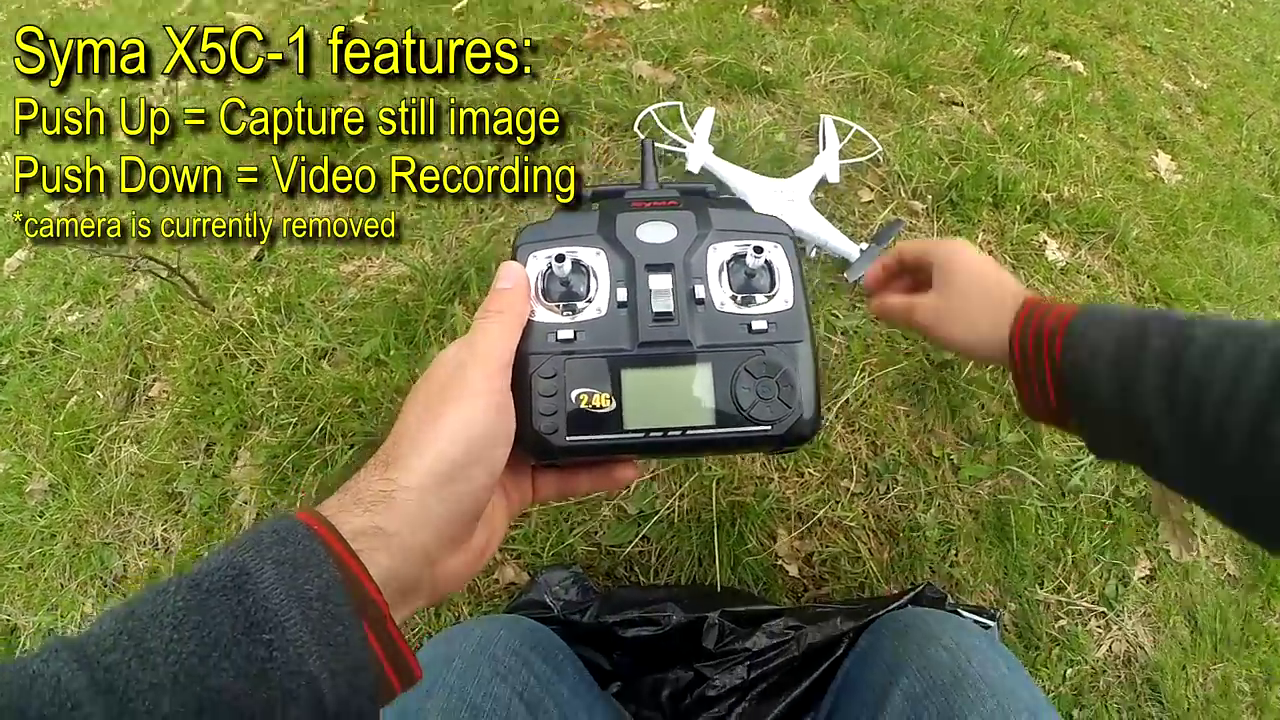 Syma X5C-1 features:
Push Up = Capture still image
Push Down = Video Recording
*camera is currently removed
SYMA
2.4G